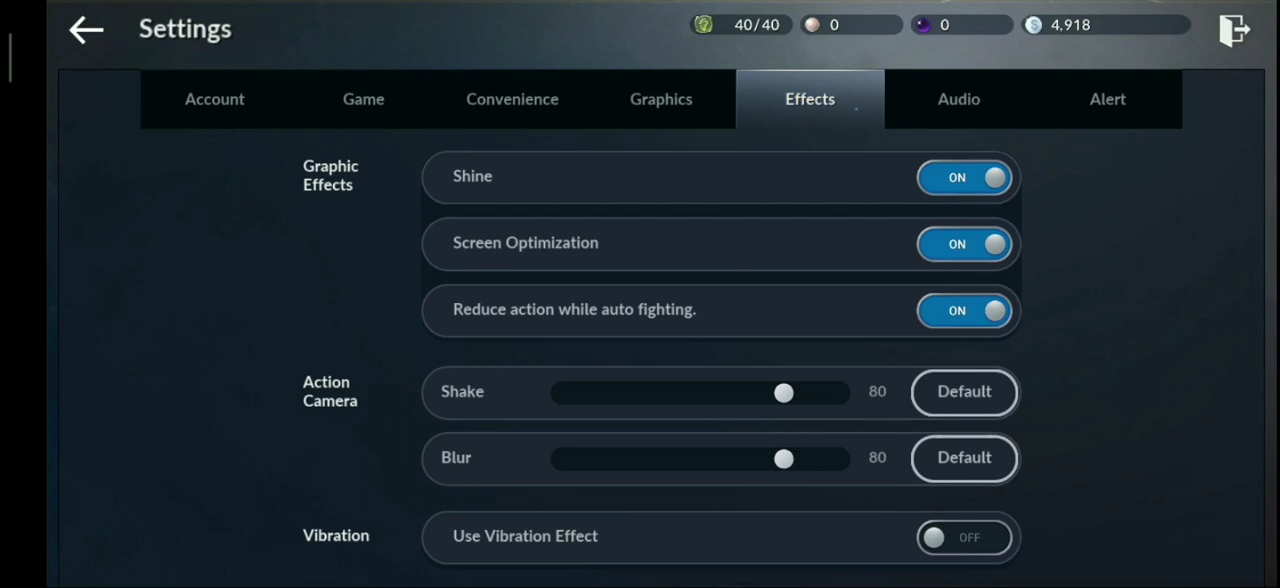 Settings
40/40 0 0 4,918
Account Game Convenience Graphics Effects Audio Alert
Graphic
Effects
Shine ON
Screen Optimization ON
Reduce action while auto fighting. ON
Action
Camera
Shake 80 Default
Blur 80 Default
Vibration
Use Vibration Effect OFF